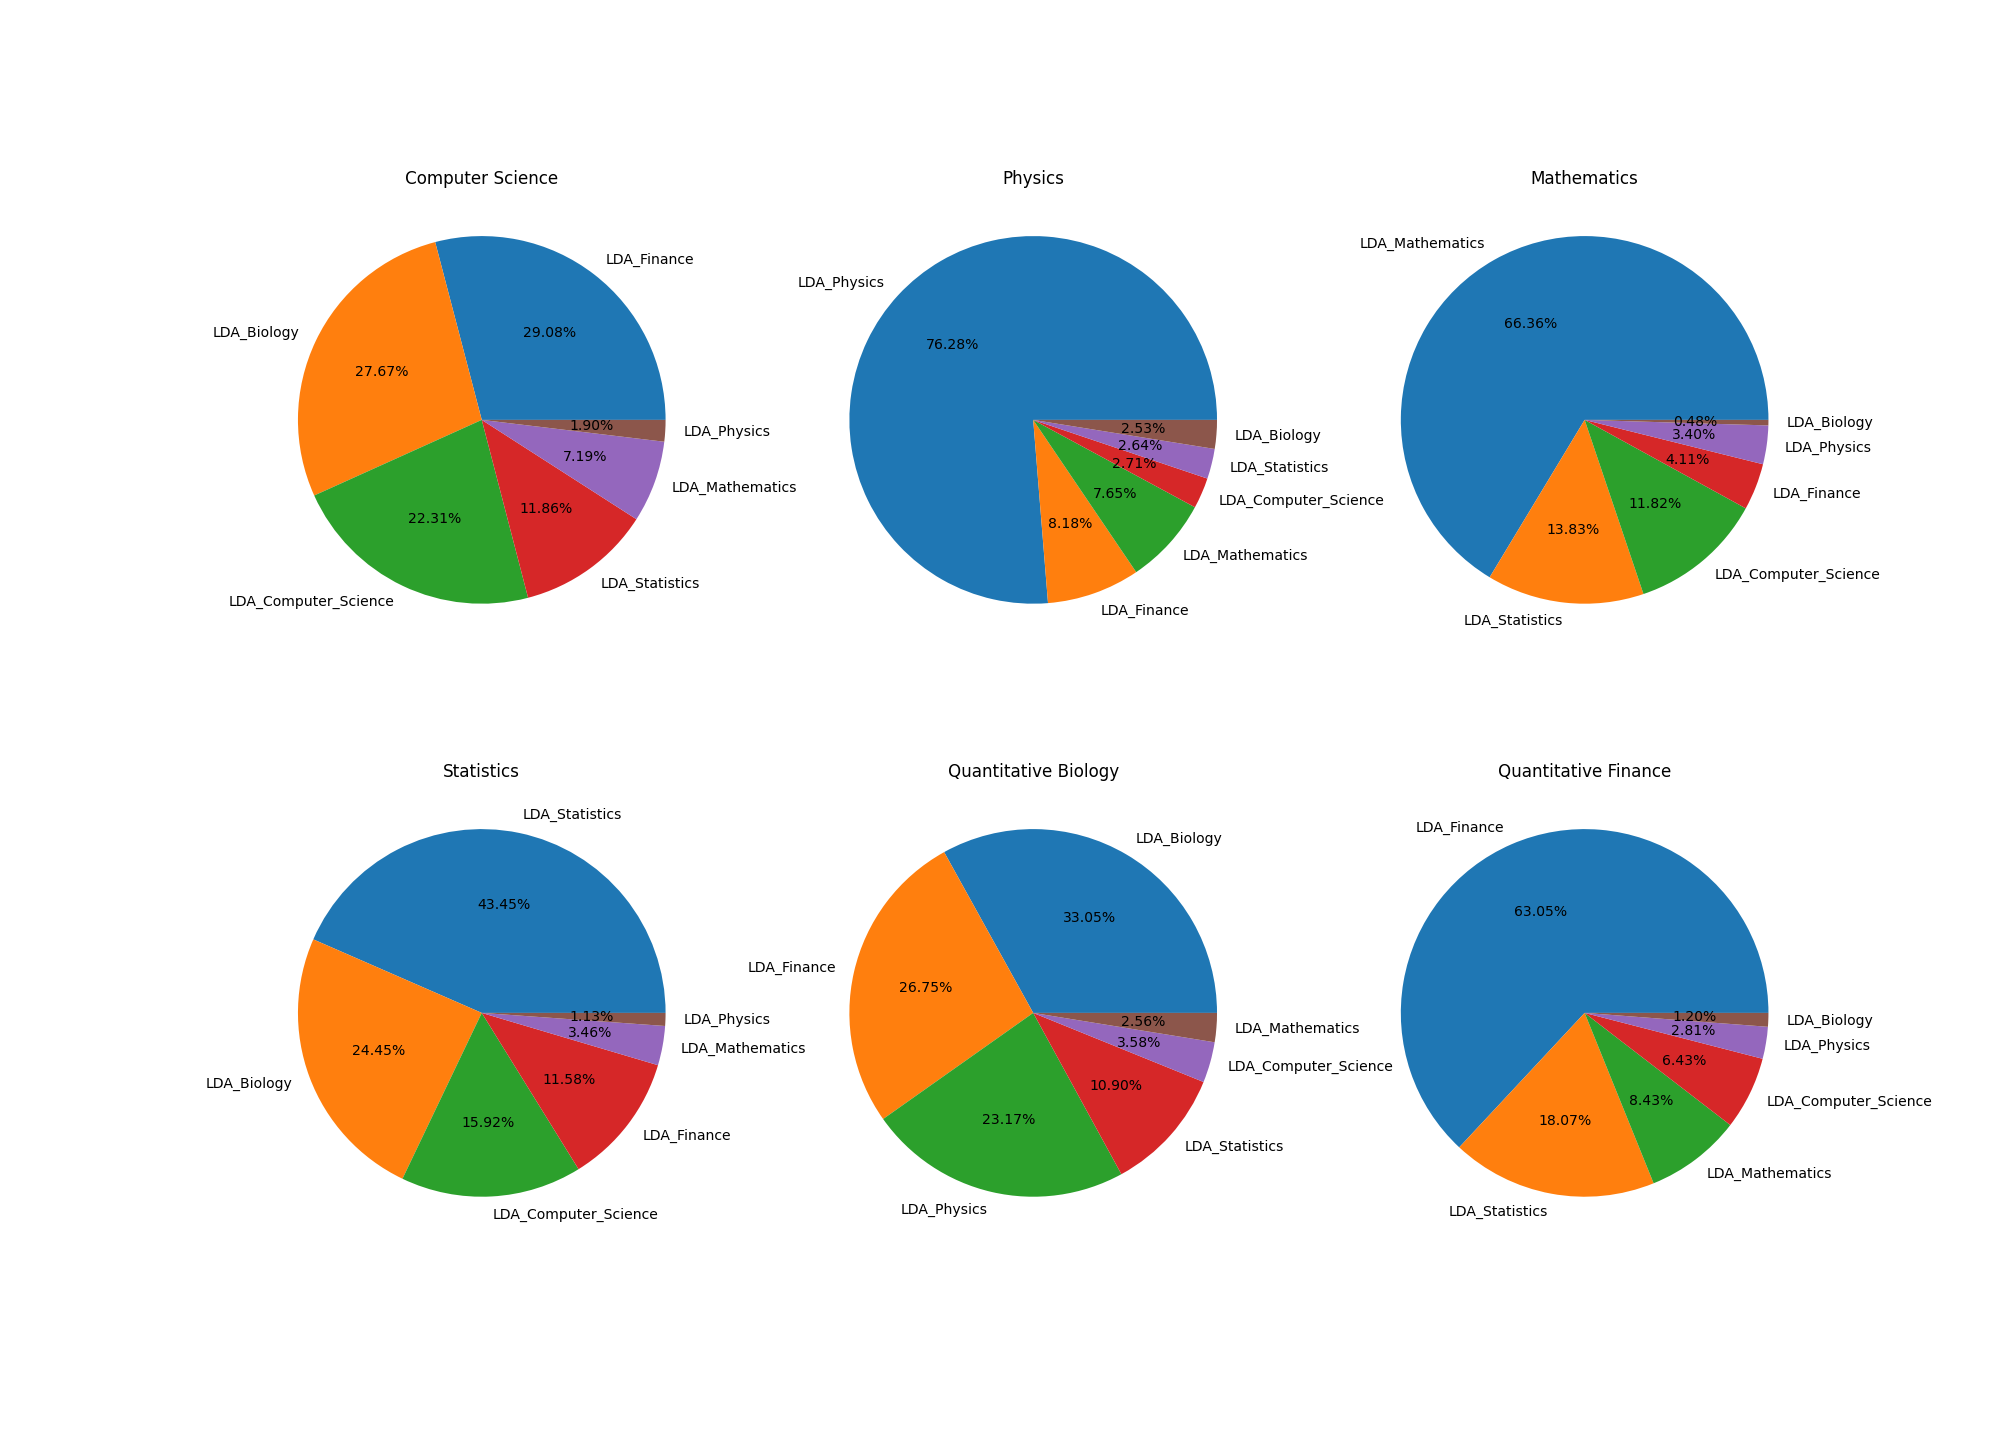 Computer Science
LDA_Finance
29.08%
LDA_Biology
27.67%
LDA_Computer_Science
22.31%
LDA_Statistics
11.86%
LDA_Mathematics
7.19%
LDA_Physics
1.90%
Physics
LDA_Physics
76.28%
LDA_Finance
8.18%
LDA_Mathematics
7.65%
LDA_Computer_Science
2.71%
LDA_Statistics
2.64%
LDA_Biology
2.53%
Mathematics
LDA_Mathematics
66.36%
LDA_Statistics
13.83%
LDA_Computer_Science
11.82%
LDA_Finance
4.11%
LDA_Physics
3.40%
LDA_Biology
0.48%
Statistics
LDA_Statistics
43.45%
LDA_Biology
24.45%
LDA_Computer_Science
15.92%
LDA_Finance
11.58%
LDA_Mathematics
3.46%
LDA_Physics
1.13%
Quantitative Biology
LDA_Biology
33.05%
LDA_Finance
26.75%
LDA_Physics
23.17%
LDA_Statistics
10.90%
LDA_Computer_Science
3.58%
LDA_Mathematics
2.56%
Quantitative Finance
LDA_Finance
63.05%
LDA_Statistics
18.07%
LDA_Mathematics
8.43%
LDA_Computer_Science
6.43%
LDA_Physics
2.81%
LDA_Biology
1.20%